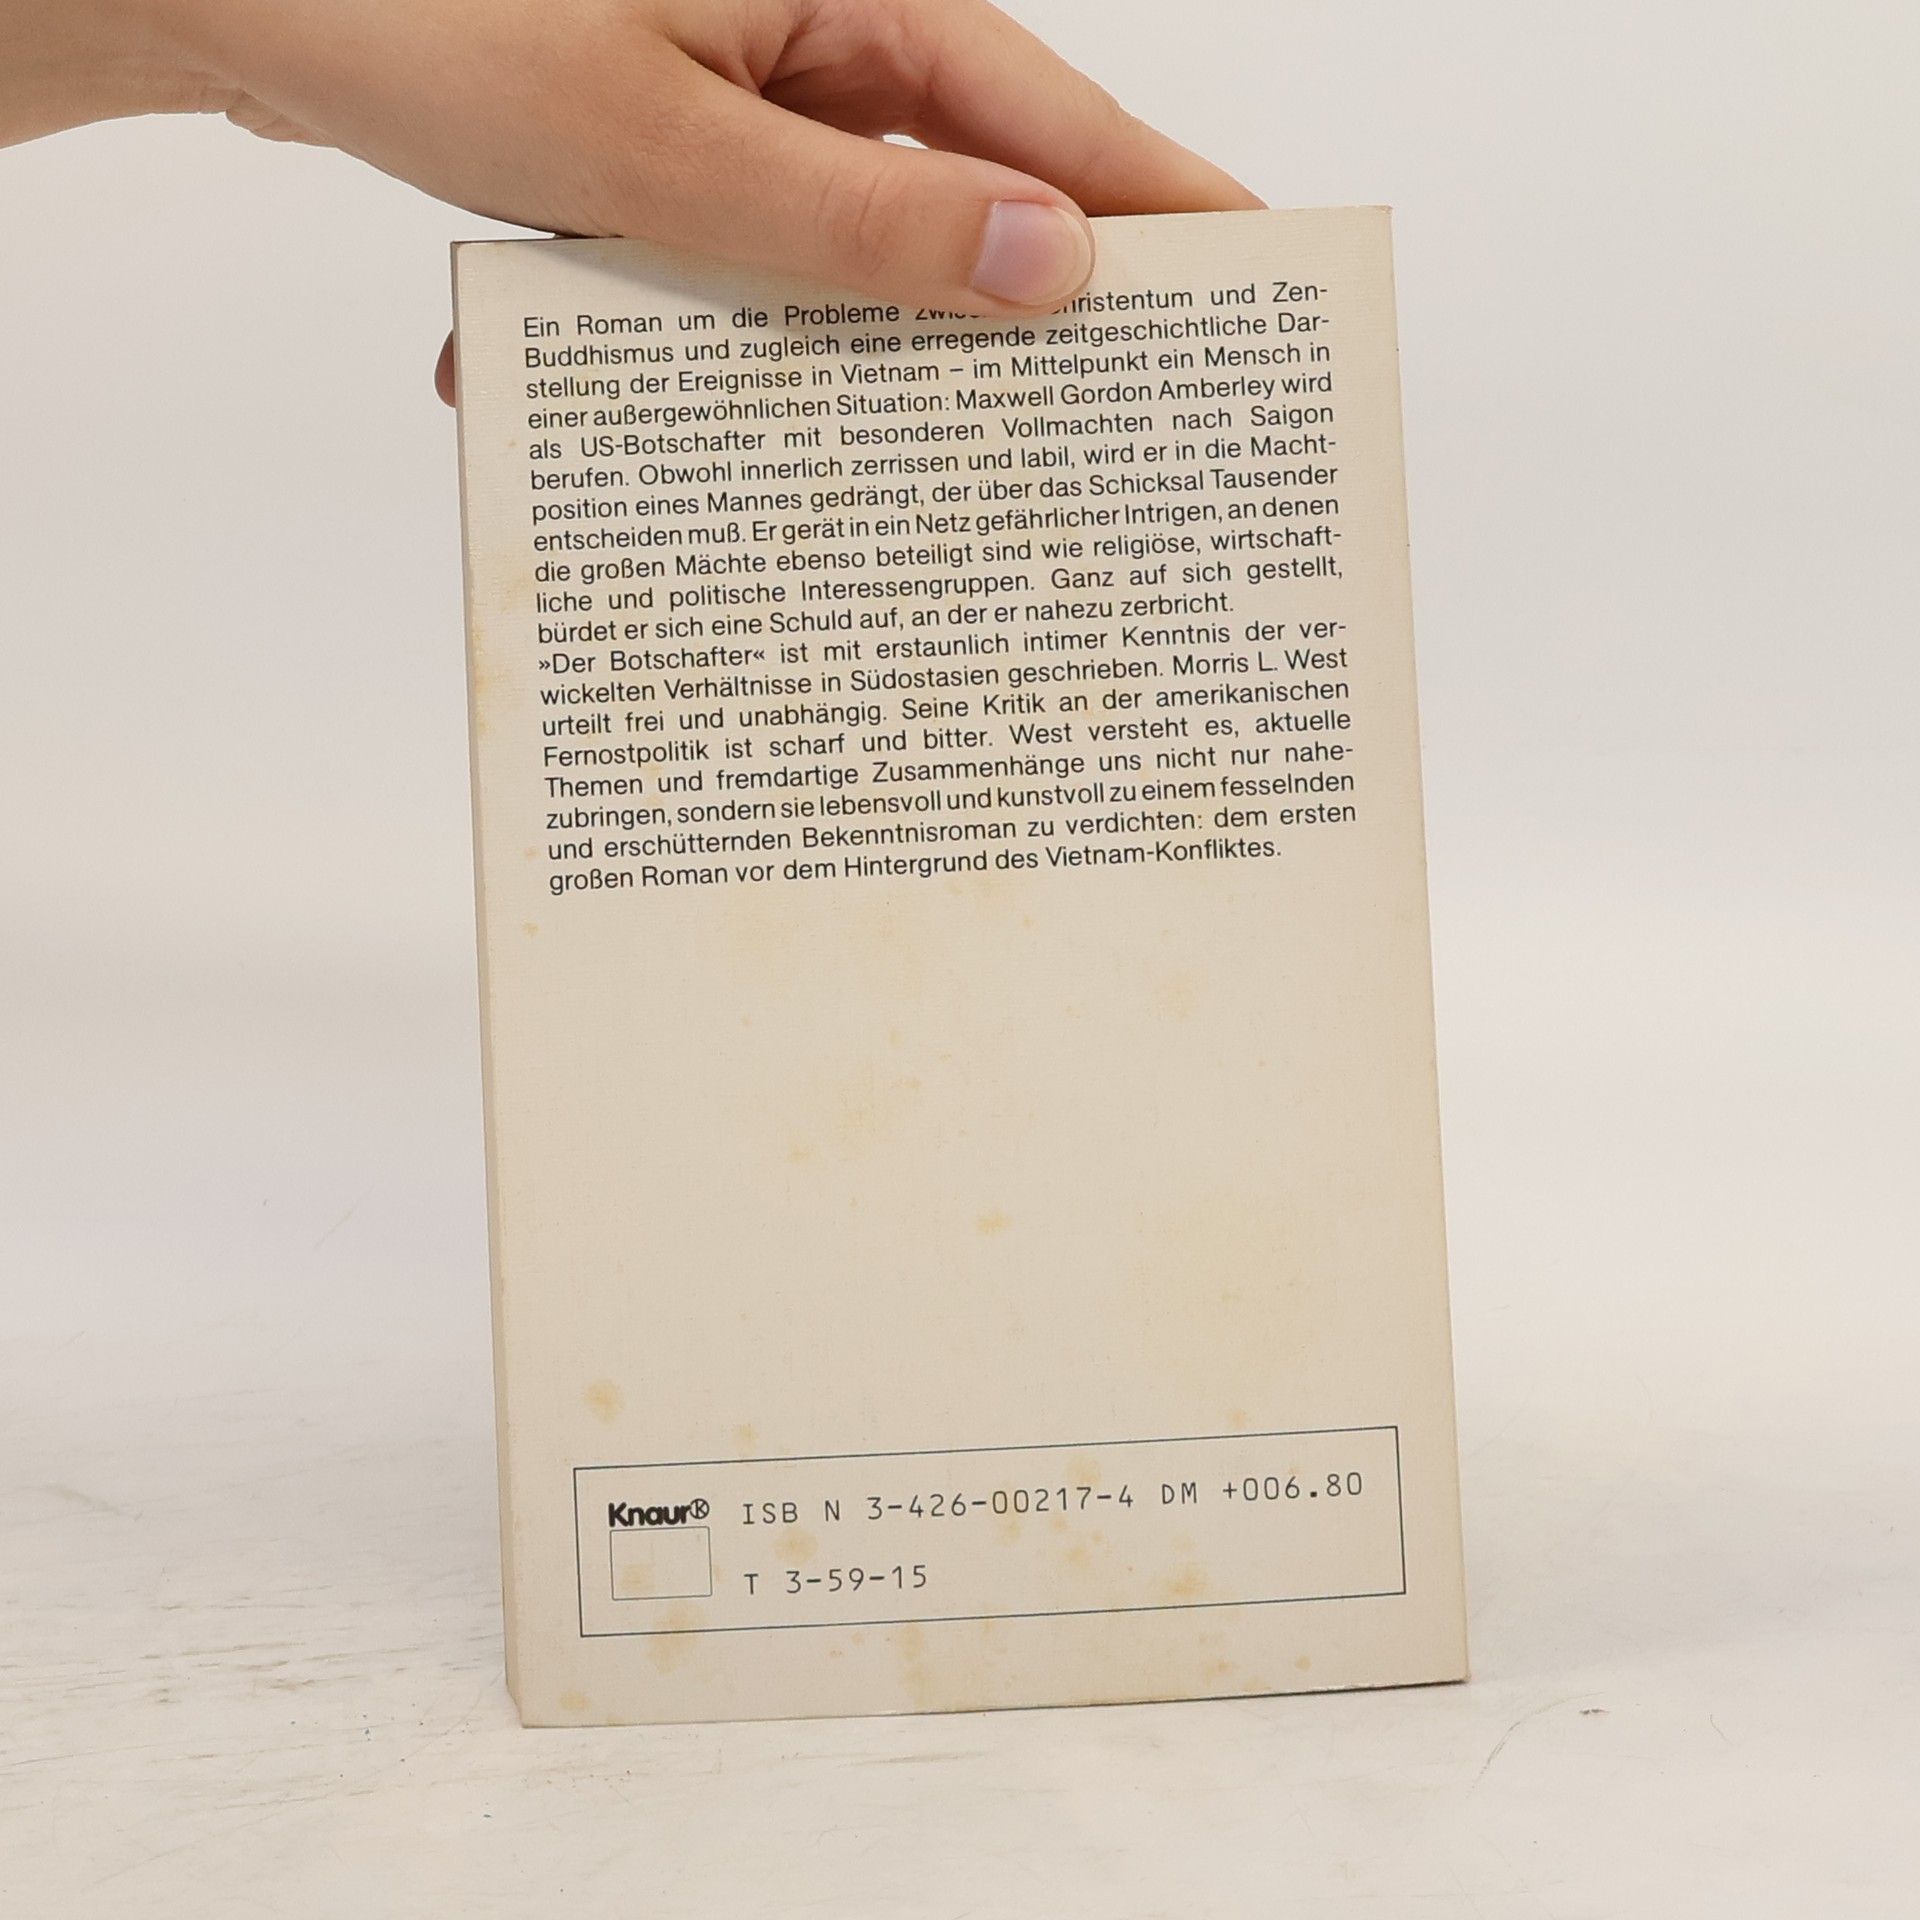 Ein Roman um die Probleme und Zen-
Buddhismus und zugleich eine erregende zeitgeschichtliche Dar-
stellung der Ereignisse in Vietnam – im Mittelpunkt ein Mensch in
einer außergewöhnlichen Situation: Maxwell Gordon Amberley wird
als US-Botschafter mit besonderen Vollmachten nach Saigon
berufen. Obwohl innerlich zerrissen und labil, wird er in die Macht-
position eines Mannes gedrängt, der über das Schicksal Tausender
entscheiden muß. Er gerät in ein Netz gefährlicher Intrigen, an denen
die großen Mächte ebenso beteiligt sind wie religiöse, wirtschaft-
liche und politische Interessengruppen. Ganz auf sich gestellt,
bürdet er sich eine Schuld auf, an der er nahezu zerbricht.
»Der Botschafter« ist mit erstaunlich intimer Kenntnis der ver-
wickelten Verhältnisse in Südostasien geschrieben. Morris L. West
urteilt frei und unabhängig. Seine Kritik an der amerikanischen
Fernostpolitik ist scharf und bitter. West versteht es, aktuelle
Themen und fremdartige Zusammenhänge uns nicht nur nahe-
zubringen, sondern sie lebensvoll und kunstvoll zu einem fesselnden
und erschütternden Bekenntnisroman zu verdichten: dem ersten
großen Roman vor dem Hintergrund des Vietnam-Konfliktes.
Knaur® ISB N 3-426-00217-4 DM +006.80
T 3-59-15